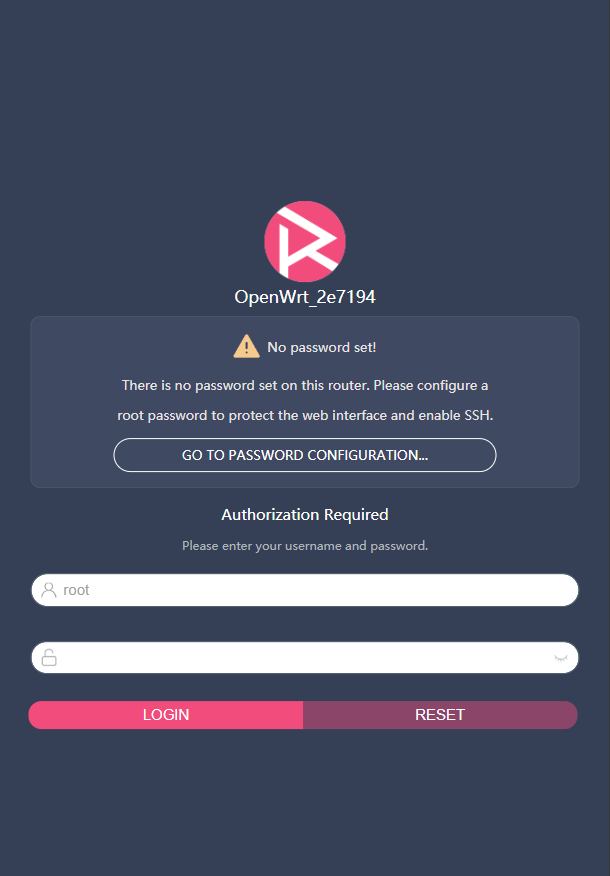 OpenWrt_2e7194
No password set!
There is no password set on this router. Please configure a
root password to protect the web interface and enable SSH.
GO TO PASSWORD CONFIGURATION...
Authorization Required
Please enter your username and password.
root
LOGIN
RESET